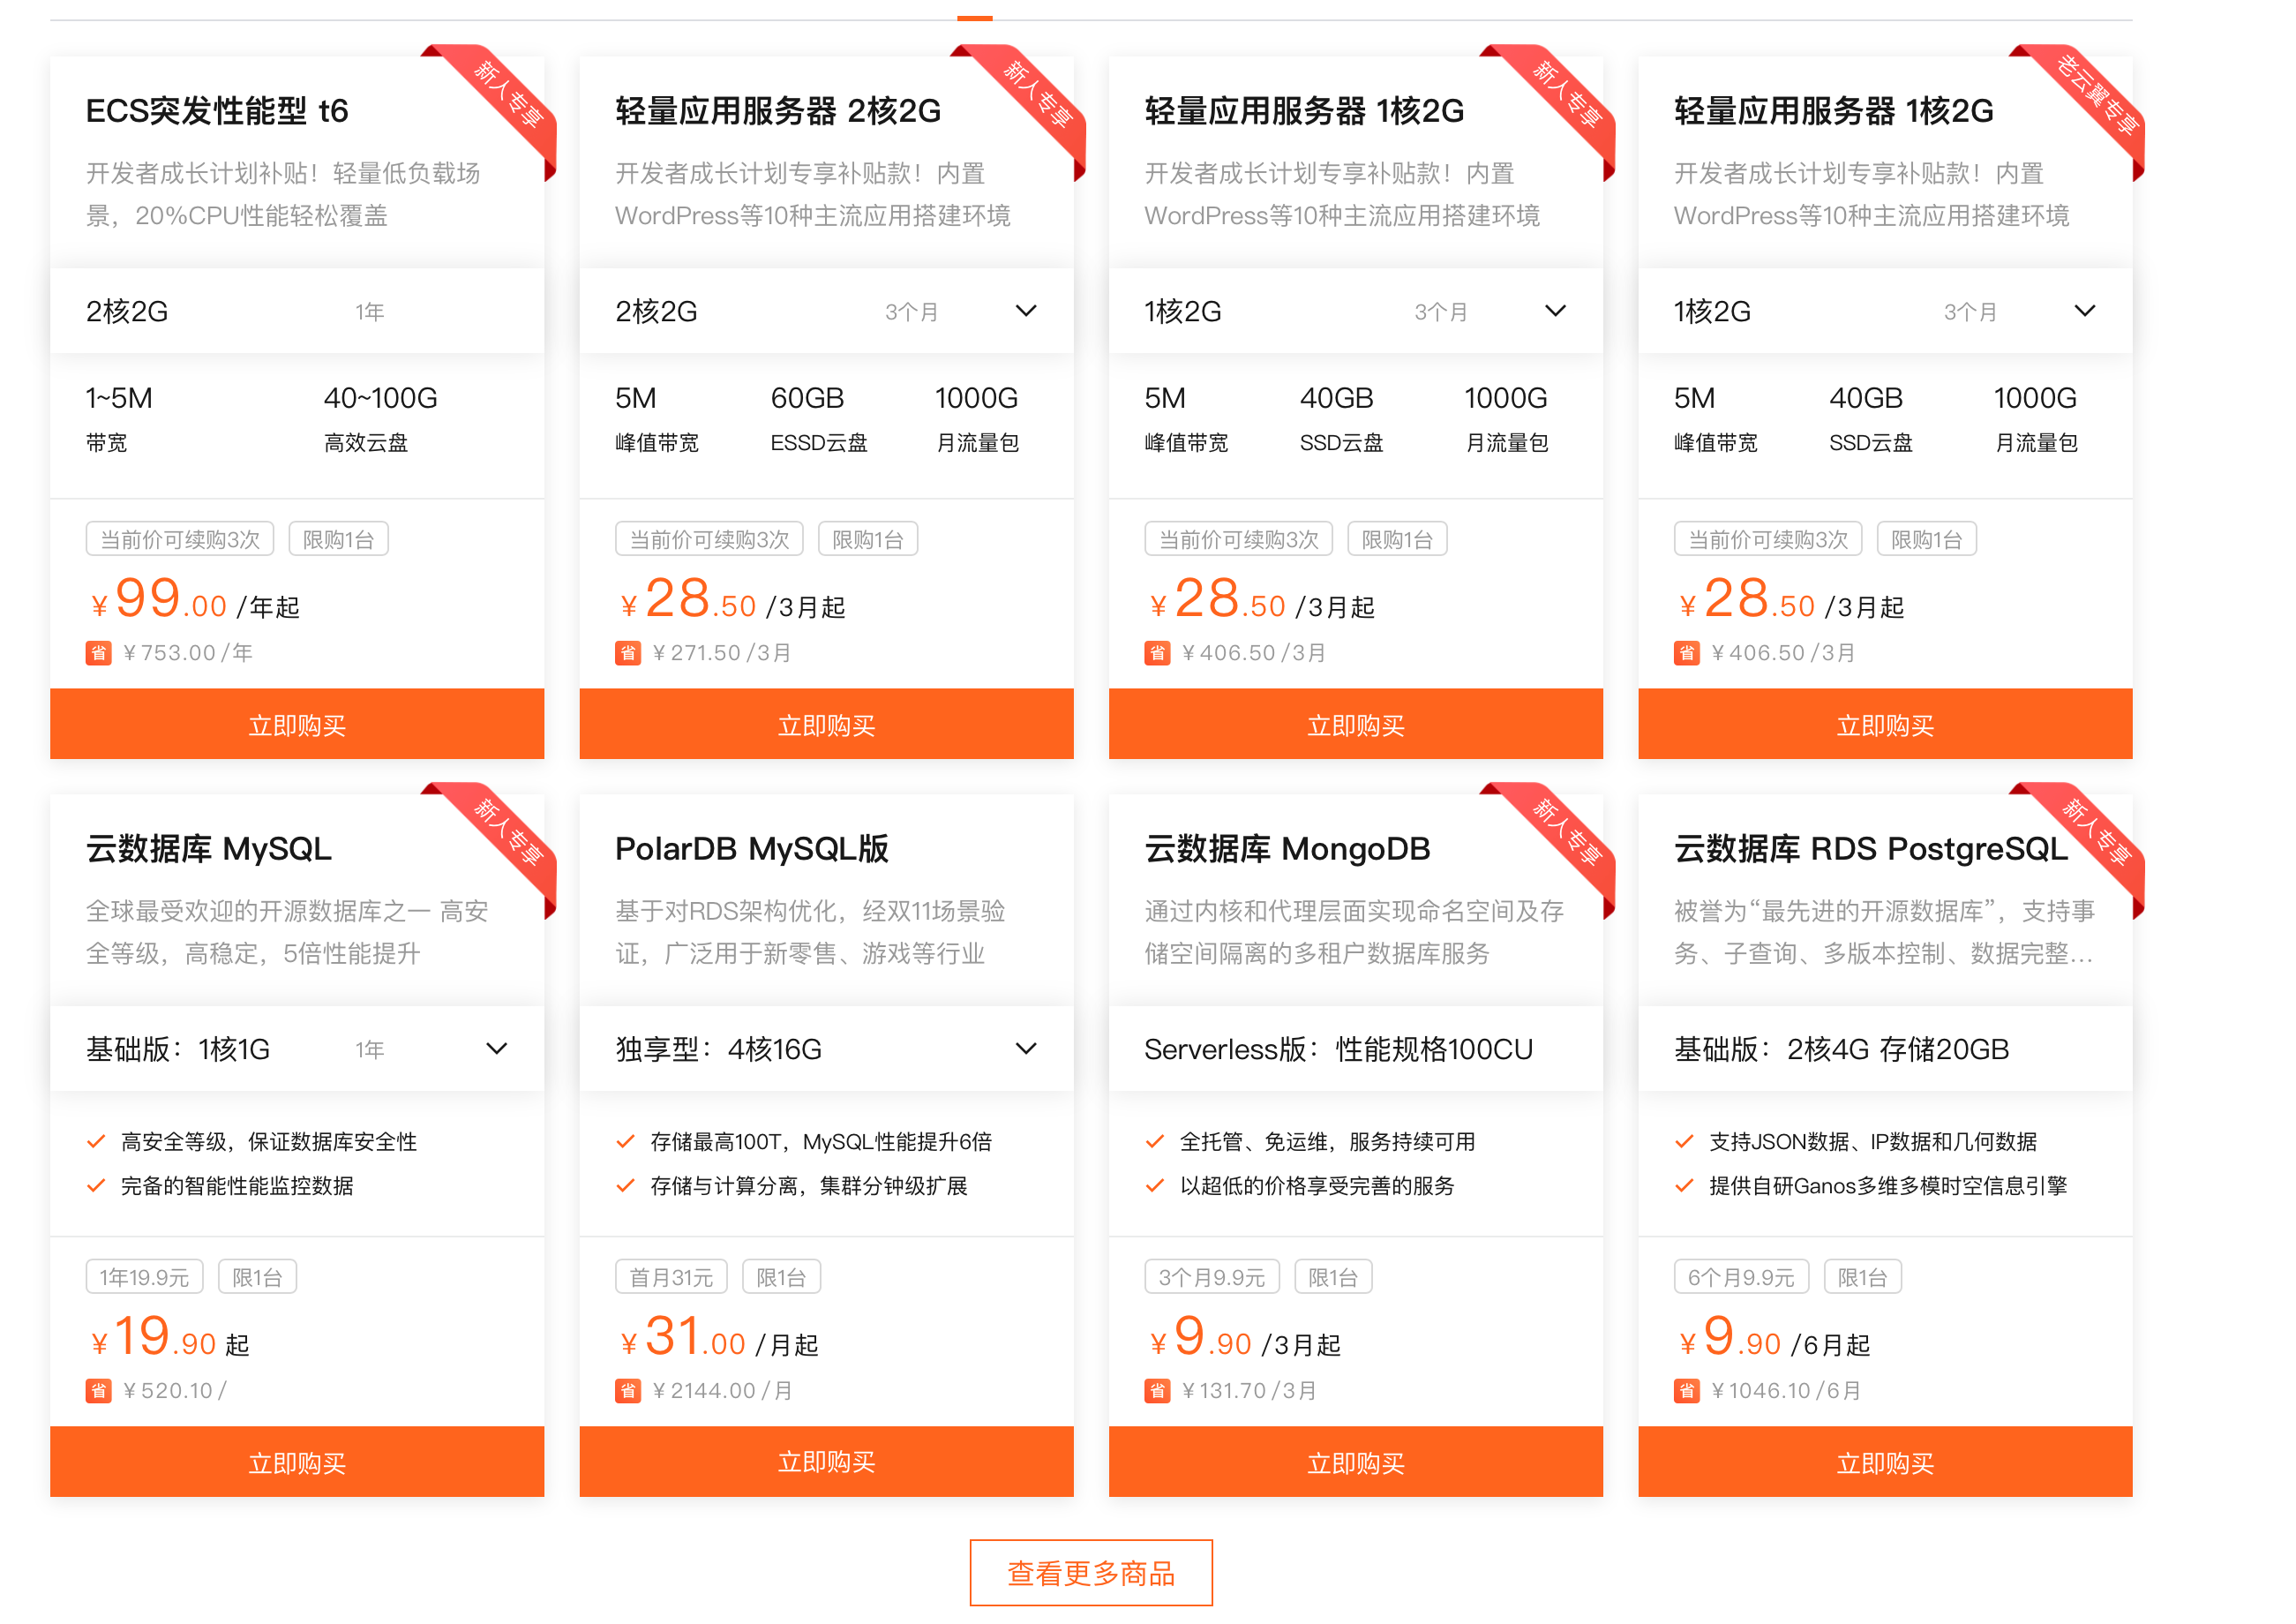 新人专享
ECS突发性能型 t6
开发者成长计划补贴！轻量低负载场
景，20%CPU性能轻松覆盖
2核2G 1年
1~5M 40~100G
带宽 高效云盘
当前价可续购3次 限购1台
¥99.00 /年起
省 ¥753.00/年
立即购买
新人专享
轻量应用服务器 2核2G
开发者成长计划专享补贴款！内置
WordPress等10种主流应用搭建环境
2核2G 3个月
5M 60GB 1000G
峰值带宽 ESSD云盘 月流量包
当前价可续购3次 限购1台
¥28.50 /3月起
省 ¥271.50/3月
立即购买
新人专享
轻量应用服务器 1核2G
开发者成长计划专享补贴款！内置
WordPress等10种主流应用搭建环境
1核2G 3个月
5M 40GB 1000G
峰值带宽 SSD云盘 月流量包
当前价可续购3次 限购1台
¥28.50 /3月起
省 ¥406.50/3月
立即购买
老云翼专享
轻量应用服务器 1核2G
开发者成长计划专享补贴款！内置
WordPress等10种主流应用搭建环境
1核2G 3个月
5M 40GB 1000G
峰值带宽 SSD云盘 月流量包
当前价可续购3次 限购1台
¥28.50 /3月起
省 ¥406.50/3月
立即购买
新人专享
云数据库 MySQL
全球最受欢迎的开源数据库之一 高安
全等级，高稳定，5倍性能提升
基础版：1核1G 1年
高安全等级，保证数据库安全性
完备的智能性能监控数据
1年19.9元 限1台
¥19.90 起
省 ¥520.10/
立即购买
PolarDB MySQL版
基于对RDS架构优化，经双11场景验
证，广泛用于新零售、游戏等行业
独享型：4核16G
存储最高100T，MySQL性能提升6倍
存储与计算分离，集群分钟级扩展
首月31元 限1台
¥31.00 /月起
省 ¥2144.00/月
立即购买
新人专享
云数据库 MongoDB
通过内核和代理层面实现命名空间及存
储空间隔离的多租户数据库服务
Serverless版：性能规格100CU
全托管、免运维，服务持续可用
以超低的价格享受完善的服务
3个月9.9元 限1台
¥9.90 /3月起
省 ¥131.70/3月
立即购买
新人专享
云数据库 RDS PostgreSQL
被誉为“最先进的开源数据库”，支持事
务、子查询、多版本控制、数据完整...
基础版：2核4G 存储20GB
支持JSON数据、IP数据和几何数据
提供自研Ganos多维多模时空信息引擎
6个月9.9元 限1台
¥9.90 /6月起
省 ¥1046.10/6月
立即购买
查看更多商品